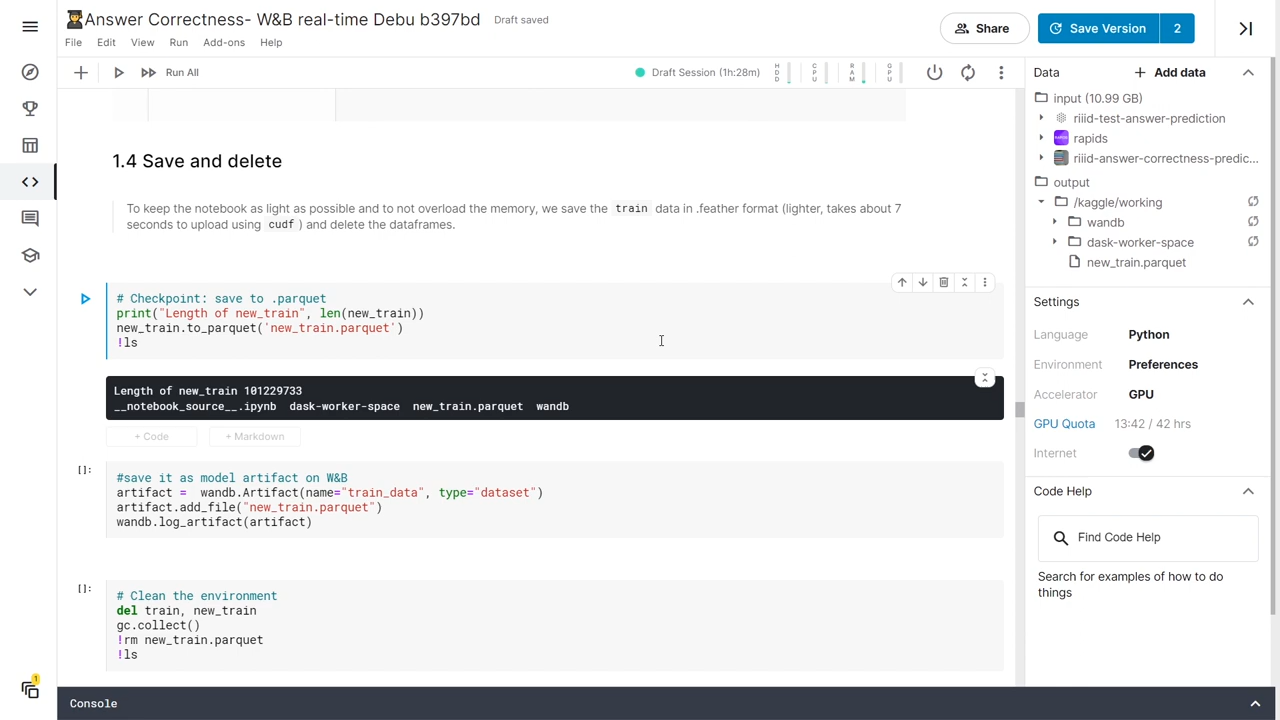 Answer Correctness- W&B real-time Debu b397bd
Draft saved
File Edit View Run Add-ons Help
Share
Save Version 2
Run All
Draft Session (1h:28m)
HDD
CPU
RAM
GPU
1.4 Save and delete
To keep the notebook as light as possible and to not overload the memory, we save the train data in .feather format (lighter, takes about 7
seconds to upload using cudf ) and delete the dataframes.
# Checkpoint: save to .parquet
print("Length of new_train", len(new_train))
new_train.to_parquet('new_train.parquet')
!ls
Length of new_train 101229733
__notebook_source__.ipynb dask-worker-space new_train.parquet wandb
+ Code + Markdown
[]:
#save it as model artifact on W&B
artifact = wandb.Artifact(name="train_data", type="dataset")
artifact.add_file("new_train.parquet")
wandb.log_artifact(artifact)
[]:
# Clean the environment
del train, new_train
gc.collect()
!rm new_train.parquet
!ls
Console
1
Data
+ Add data
input (10.99 GB)
riiid-test-answer-prediction
rapids
riiid-answer-correctness-predic...
output
/kaggle/working
wandb
dask-worker-space
new_train.parquet
Settings
Language Python
Environment Preferences
Accelerator GPU
GPU Quota 13:42 / 42 hrs
Internet
Code Help
Find Code Help
Search for examples of how to do
things